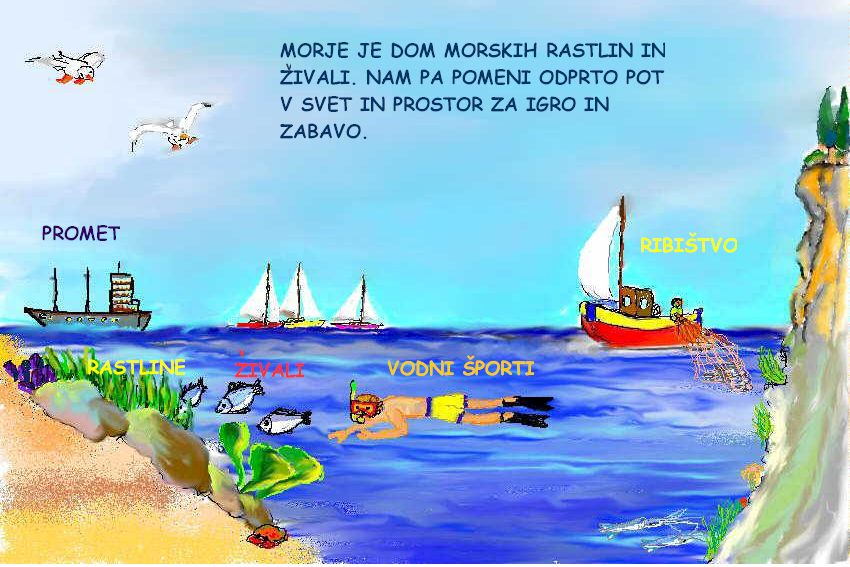 MORJE JE DOM MORSKIH RASTLIN IN
ŽIVALI. NAM PA POMENI ODPRTO POT
V SVET IN PROSTOR ZA IGRO IN
ZABAVO.
PROMET
RIBIŠTVO
RASTLINE
ŽIVALI
VODNI ŠPORTI